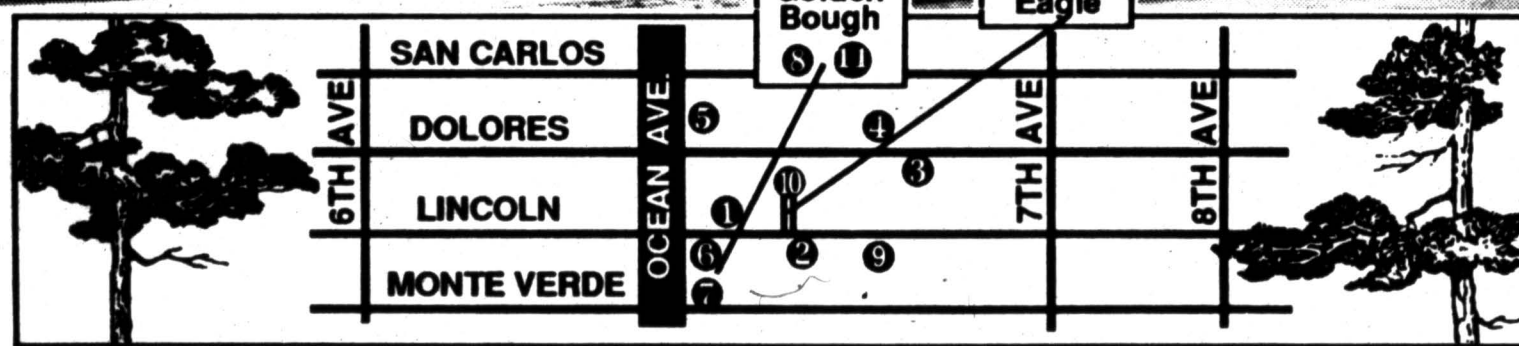 Bough
8 11
Eagle
SAN CARLOS
DOLORES
LINCOLN
MONTE VERDE
6TH AVE
OCEAN AVE.
7TH AVE
8TH AVE
5
4
3
10
1
6
2
9
7